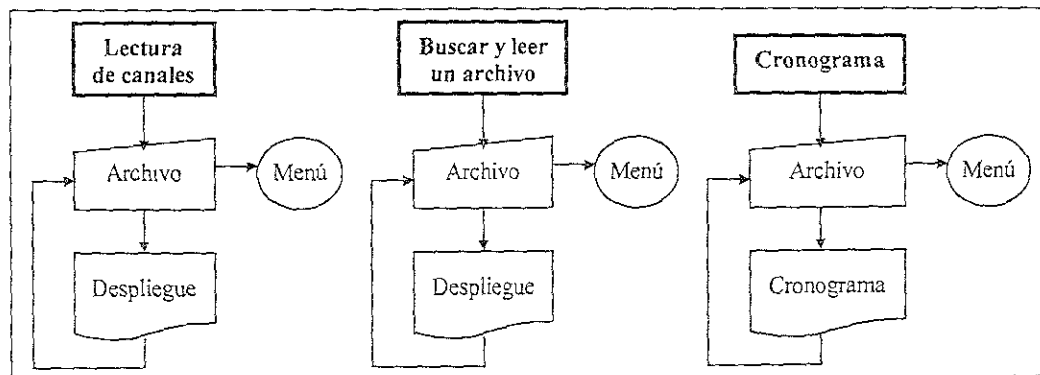 Lectura
de canales
Archivo
Menú
Despliegue
Buscar y leer
un archivo
Archivo
Menú
Despliegue
Cronograma
Archivo
Menú
Cronograma